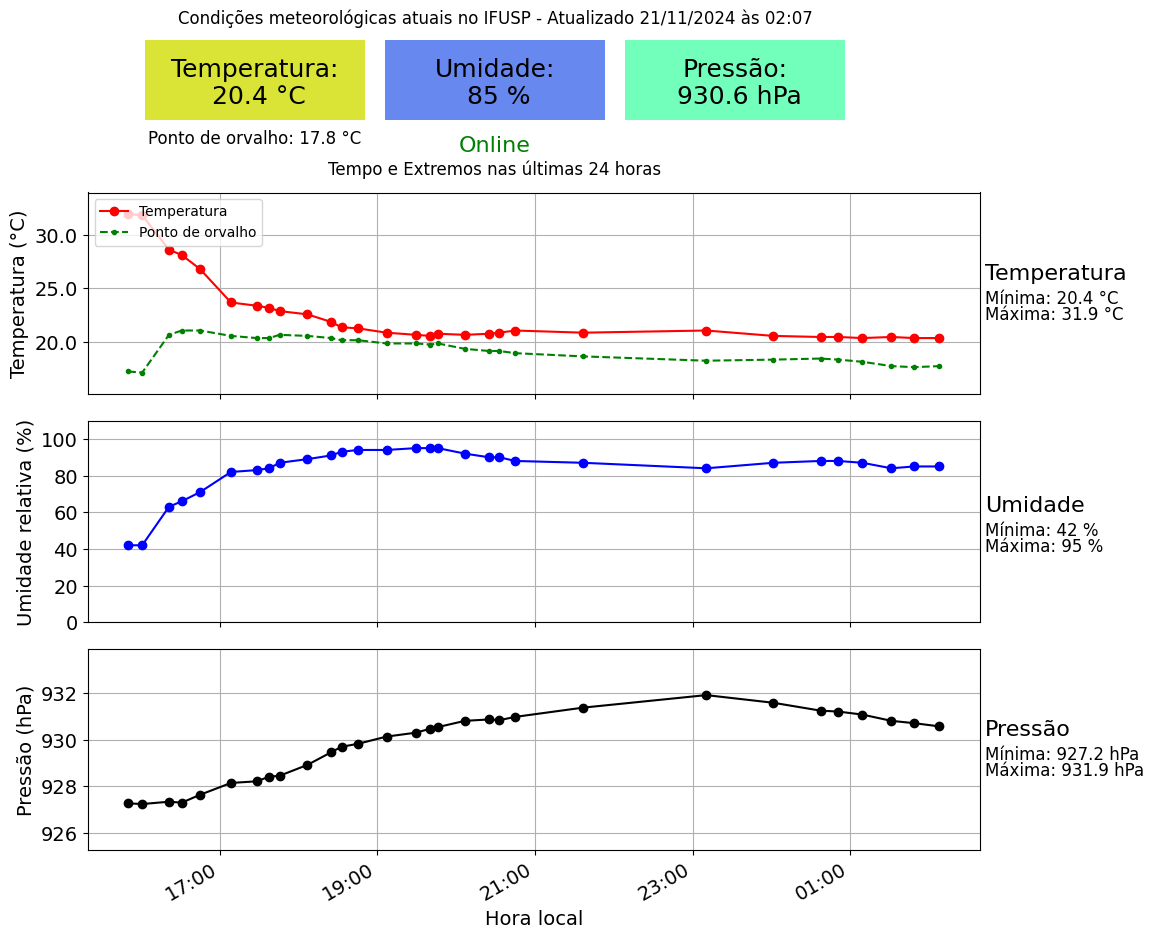 Condições meteorológicas atuais no IFUSP - Atualizado 21/11/2024 às 02:07
Temperatura:
20.4 °C
Umidade:
85 %
Pressão:
930.6 hPa
Ponto de orvalho: 17.8 °C
Online
Tempo e Extremos nas últimas 24 horas
Temperatura (°C)
30.0
25.0
20.0
Temperatura
Ponto de orvalho
Temperatura
Mínima: 20.4 °C
Máxima: 31.9 °C
Umidade relativa (%)
100
80
60
40
20
0
Umidade
Mínima: 42 %
Máxima: 95 %
Pressão (hPa)
932
930
928
926
Pressão
Mínima: 927.2 hPa
Máxima: 931.9 hPa
17:00
19:00
21:00
23:00
01:00
Hora local